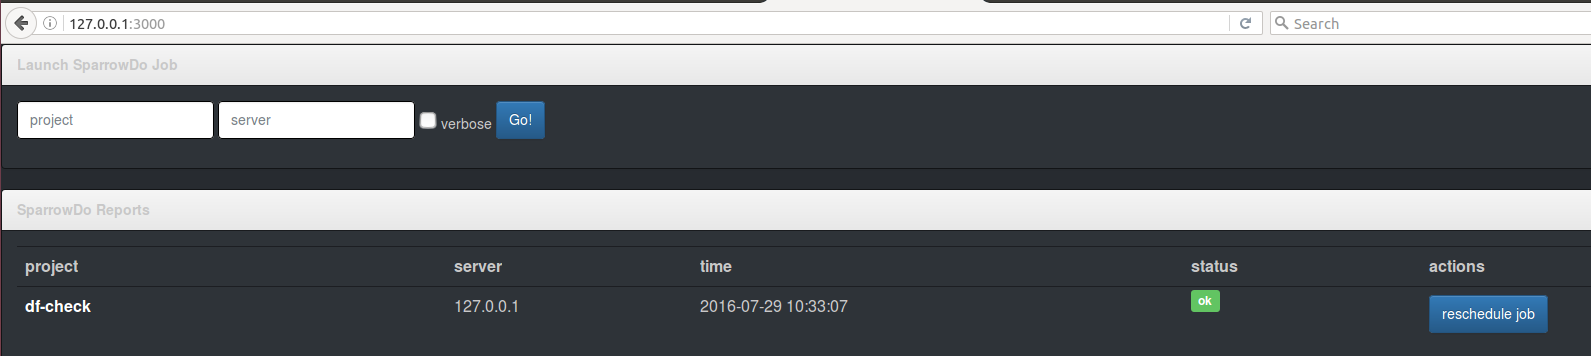 127.0.0.1:3000 Search
Launch SparrowDo Job
project server verbose Go!
SparrowDo Reports
project server time status actions
df-check 127.0.0.1 2016-07-29 10:33:07 ok reschedule job